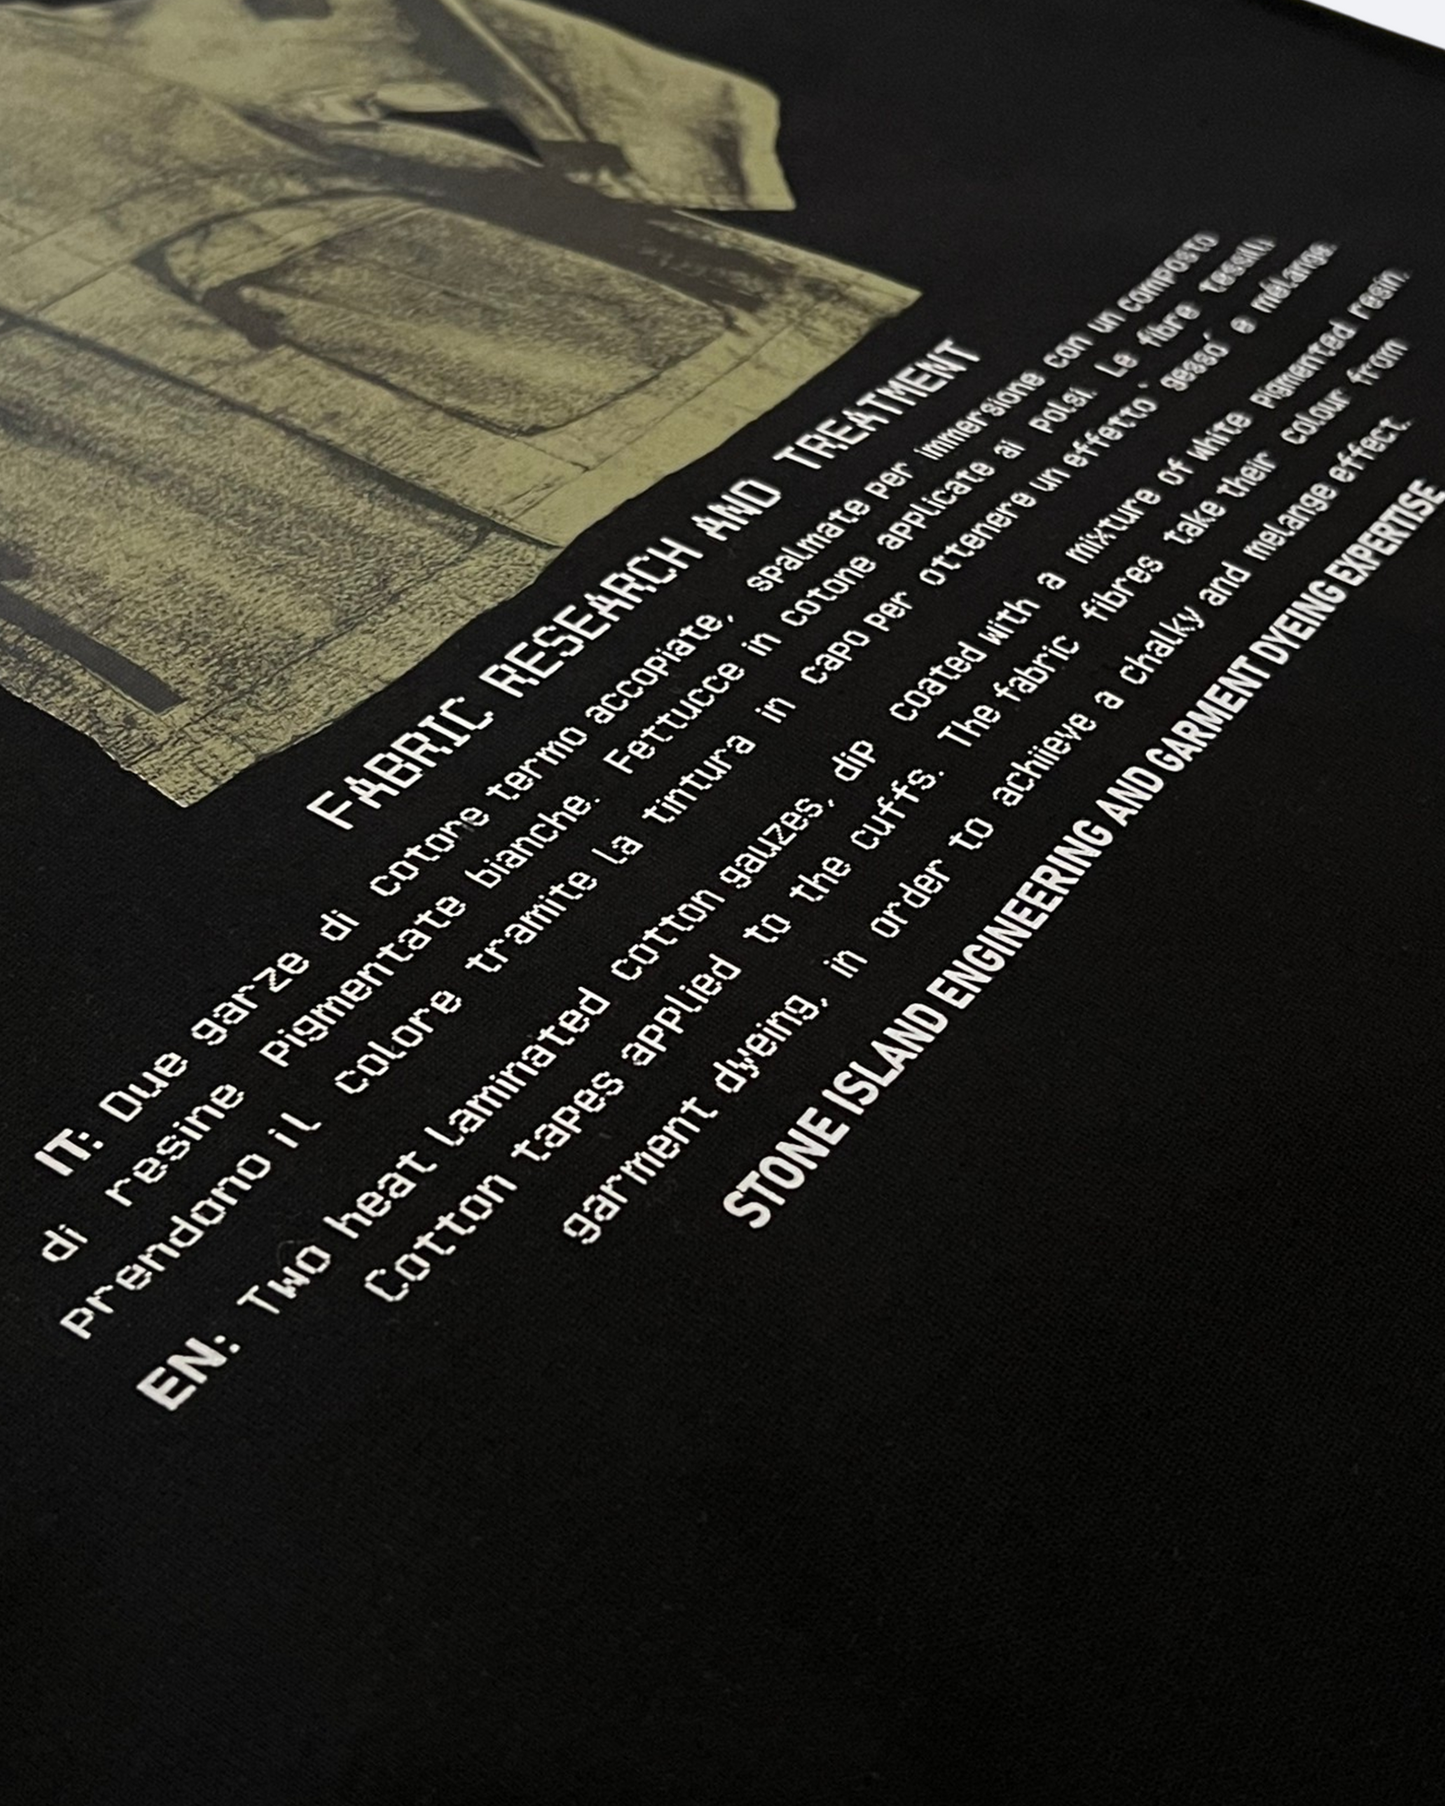 FABRIC RESEARCH AND TREATMENT
IT: Due garze di cotone termo accopiate, spalmate per immersione con un composto
di resine pigmentate bianche. Fettucce in cotone applicate ai polsi. Le fibre tessili
prendono il colore tramite la tintura in capo per ottenere un effetto `gesso´ e mélange.
EN: Two heat laminated cotton gauzes, dip coated with a mixture of white pigmented resin.
Cotton tapes applied to the cuffs. The fabric fibres take their colour from
garment dyeing, in order to achiieve a chalky and melange effect.
STONE ISLAND ENGINEERING AND GARMENT DYEING EXPERTISE